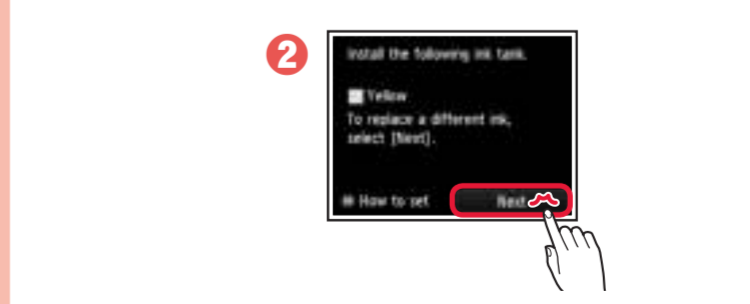 2
Install the following ink tank.
Yellow
To replace a different ink,
select [Next].
# How to set
Next